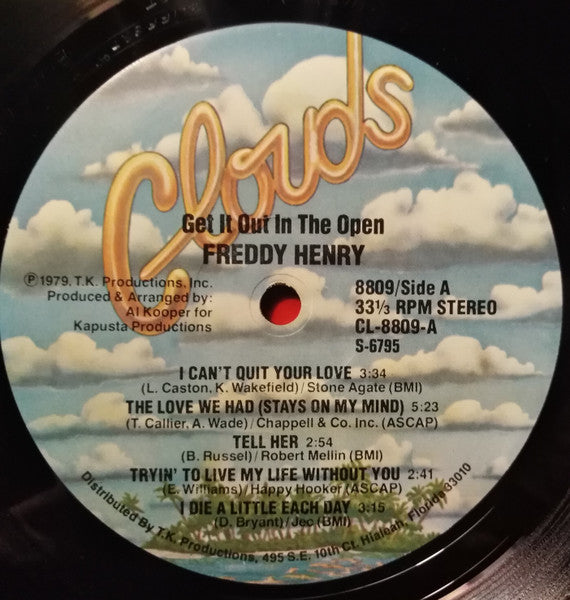 Clouds
Get It Out In The Open
FREDDY HENRY
℗ 1979, T.K. Productions, Inc.
Produced & Arranged by:
Al Kooper for
Kapusta Productions
8809/Side A
33⅓ RPM STEREO
CL-8809-A
S-6795
I CAN'T QUIT YOUR LOVE 3:34
(L. Caston, K. Wakefield)/Stone Agate (BMI)
THE LOVE WE HAD (STAYS ON MY MIND) 5:23
(T. Callier, A. Wade)/Chappell & Co. Inc. (ASCAP)
TELL HER 2:54
(B. Russel)/Robert Mellin (BMI)
TRYIN' TO LIVE MY LIFE WITHOUT YOU 2:41
(E. Williams)/Happy Hooker (ASCAP)
I DIE A LITTLE EACH DAY 3:15
(D. Bryant)/Jec (BMI)
Distributed By T.K. Productions, 495 S.E. 10th Ct. Hialeah, Florida 33010